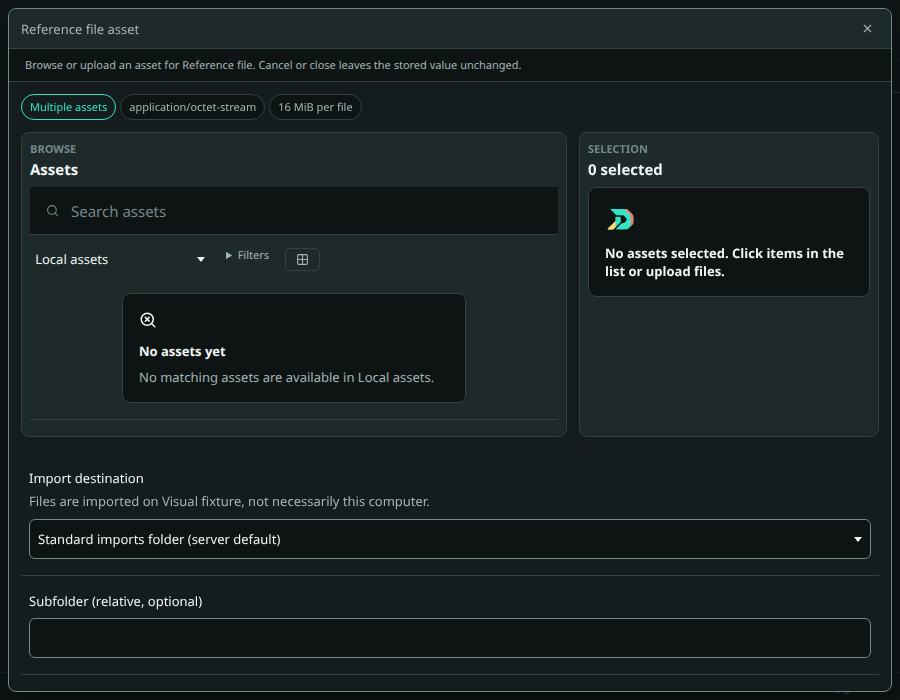 Reference file asset
Browse or upload an asset for Reference file. Cancel or close leaves the stored value unchanged.
Multiple assets
application/octet-stream
16 MiB per file
BROWSE
Assets
Search assets
Local assets
Filters
No assets yet
No matching assets are available in Local assets.
SELECTION
0 selected
No assets selected. Click items in the
list or upload files.
Import destination
Files are imported on Visual fixture, not necessarily this computer.
Standard imports folder (server default)
Subfolder (relative, optional)